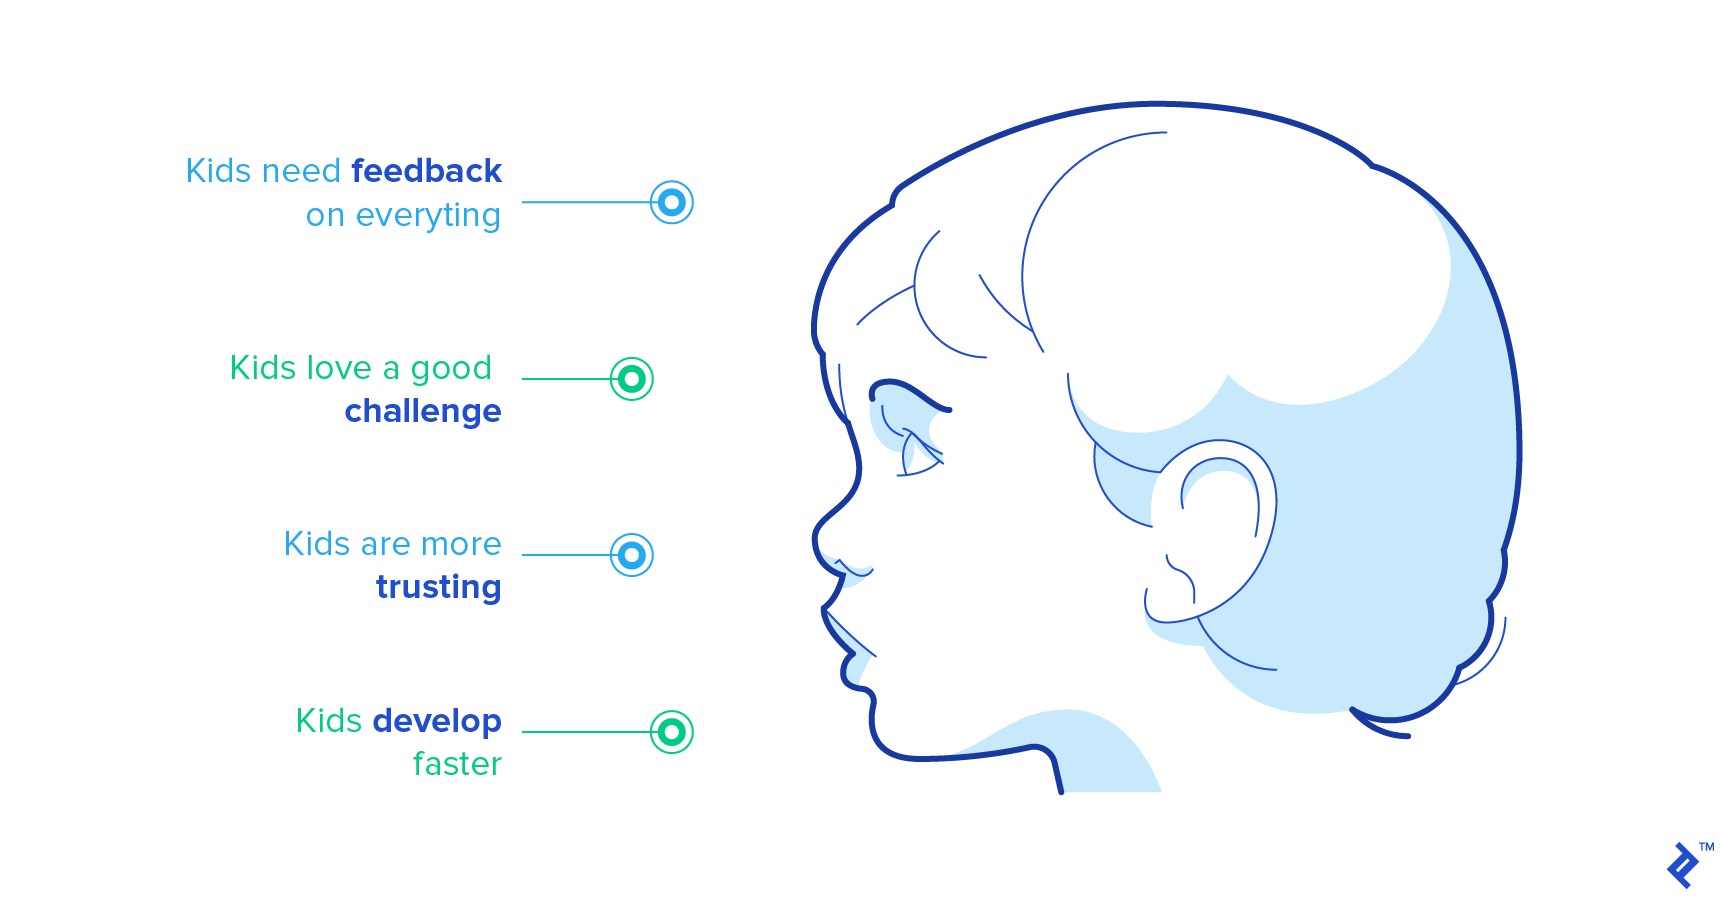 Kids need feedback
on everyting
Kids love a good
challenge
Kids are more
trusting
Kids develop
faster
TM